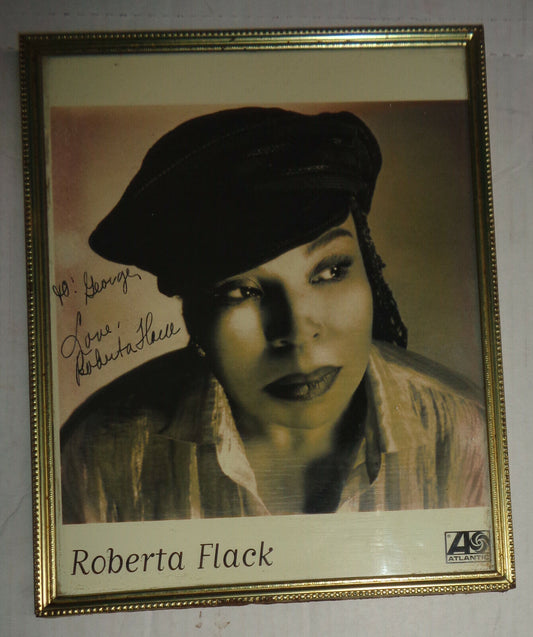 To: George,
Love,
Roberta Flack
Roberta Flack
ATLANTIC